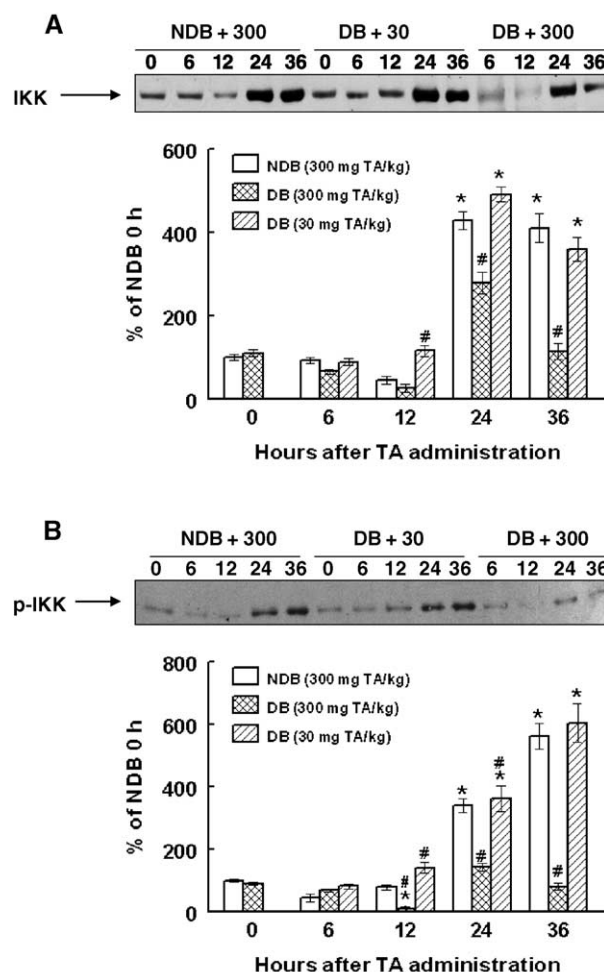 A
NDB + 300 DB + 30 DB + 300
0 6 12 24 36 0 6 12 24 36 6 12 24 36
IKK
600
400
200
0
% of NDB 0 h
NDB (300 mg TA/kg)
DB (300 mg TA/kg)
DB (30 mg TA/kg)
# * # * * # *
0 6 12 24 36
Hours after TA administration
B
NDB + 300 DB + 30 DB + 300
0 6 12 24 36 0 6 12 24 36 6 12 24 36
p-IKK
800
600
400
200
0
% of NDB 0 h
NDB (300 mg TA/kg)
DB (300 mg TA/kg)
DB (30 mg TA/kg)
# * # * # # * * # *
0 6 12 24 36
Hours after TA administration